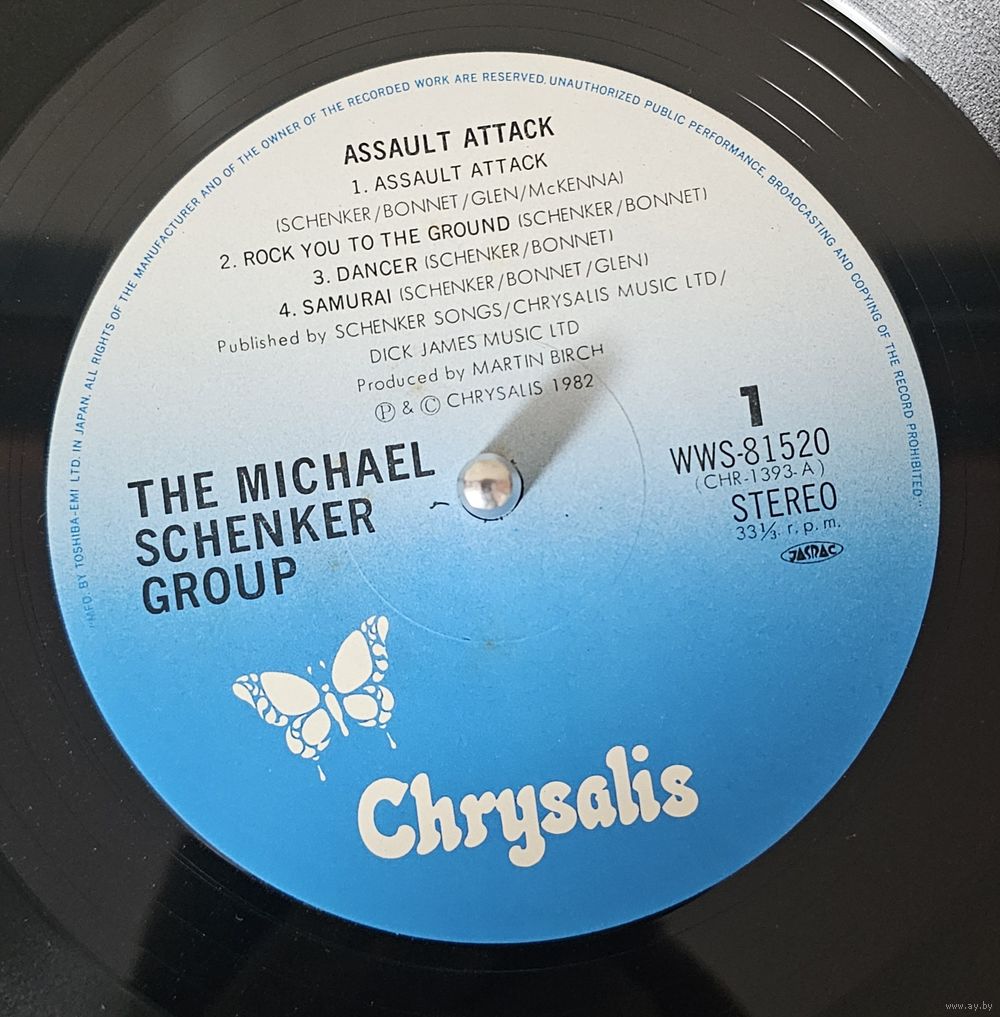 "MFD. BY TOSHIBA-EMI LTD. IN JAPAN, ALL RIGHTS OF THE MANUFACTURER AND OF THE OWNER OF THE RECORDED WORK ARE RESERVED. UNAUTHORIZED PUBLIC PERFORMANCE, BROADCASTING AND COPYING OF THE RECORD PROHIBITED."
ASSAULT ATTACK
1. ASSAULT ATTACK
(SCHENKER/BONNET/GLEN/McKENNA)
2. ROCK YOU TO THE GROUND (SCHENKER/BONNET)
3. DANCER (SCHENKER/BONNET)
4. SAMURAI (SCHENKER/BONNET/GLEN)
Published by SCHENKER SONGS/CHRYSALIS MUSIC LTD/
DICK JAMES MUSIC LTD
Produced by MARTIN BIRCH
Ⓟ & Ⓒ CHRYSALIS 1982
THE MICHAEL
SCHENKER
GROUP
1
WWS-81520
(CHR-1393-A)
STEREO
33⅓ r.p.m.
JASRAC
Chrysalis
www.ay.by